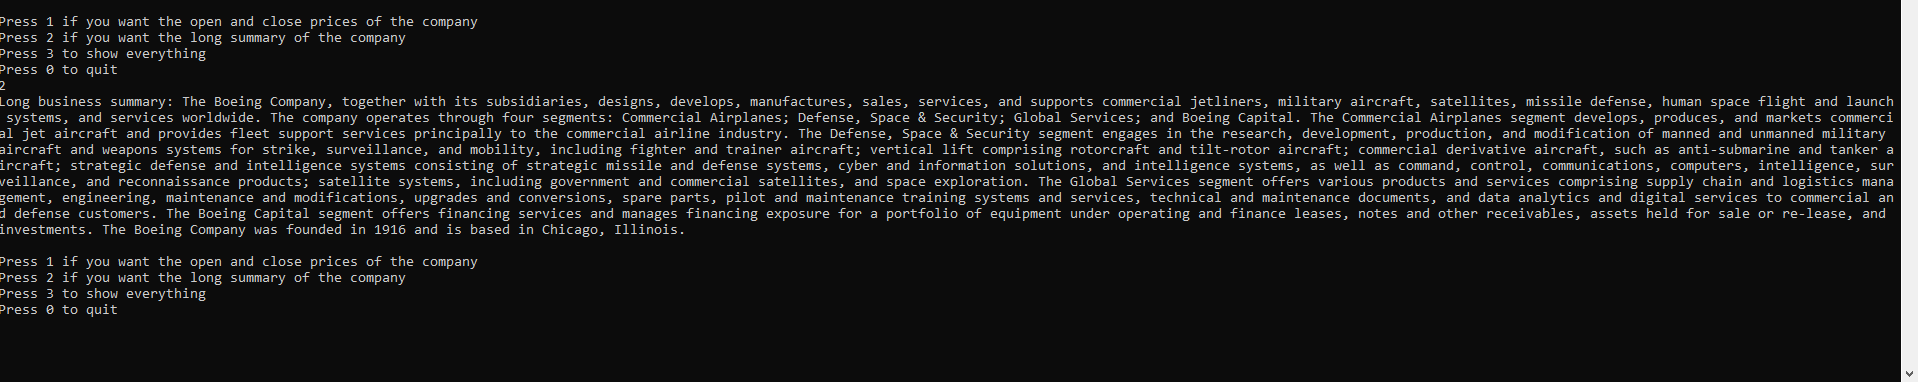 Press 1 if you want the open and close prices of the company
Press 2 if you want the long summary of the company
Press 3 to show everything
Press 0 to quit
2
Long business summary: The Boeing Company, together with its subsidiaries, designs, develops, manufactures, sales, services, and supports commercial jetliners, military aircraft, satellites, missile defense, human space flight and launch
 systems, and services worldwide. The company operates through four segments: Commercial Airplanes; Defense, Space & Security; Global Services; and Boeing Capital. The Commercial Airplanes segment develops, produces, and markets commerci
al jet aircraft and provides fleet support services principally to the commercial airline industry. The Defense, Space & Security segment engages in the research, development, production, and modification of manned and unmanned military
aircraft and weapons systems for strike, surveillance, and mobility, including fighter and trainer aircraft; vertical lift comprising rotorcraft and tilt-rotor aircraft; commercial derivative aircraft, such as anti-submarine and tanker a
ircraft; strategic defense and intelligence systems consisting of strategic missile and defense systems, cyber and information solutions, and intelligence systems, as well as command, control, communications, computers, intelligence, sur
veillance, and reconnaissance products; satellite systems, including government and commercial satellites, and space exploration. The Global Services segment offers various products and services comprising supply chain and logistics mana
gement, engineering, maintenance and modifications, upgrades and conversions, spare parts, pilot and maintenance training systems and services, technical and maintenance documents, and data analytics and digital services to commercial an
d defense customers. The Boeing Capital segment offers financing services and manages financing exposure for a portfolio of equipment under operating and finance leases, notes and other receivables, assets held for sale or re-lease, and
investments. The Boeing Company was founded in 1916 and is based in Chicago, Illinois.
Press 1 if you want the open and close prices of the company
Press 2 if you want the long summary of the company
Press 3 to show everything
Press 0 to quit